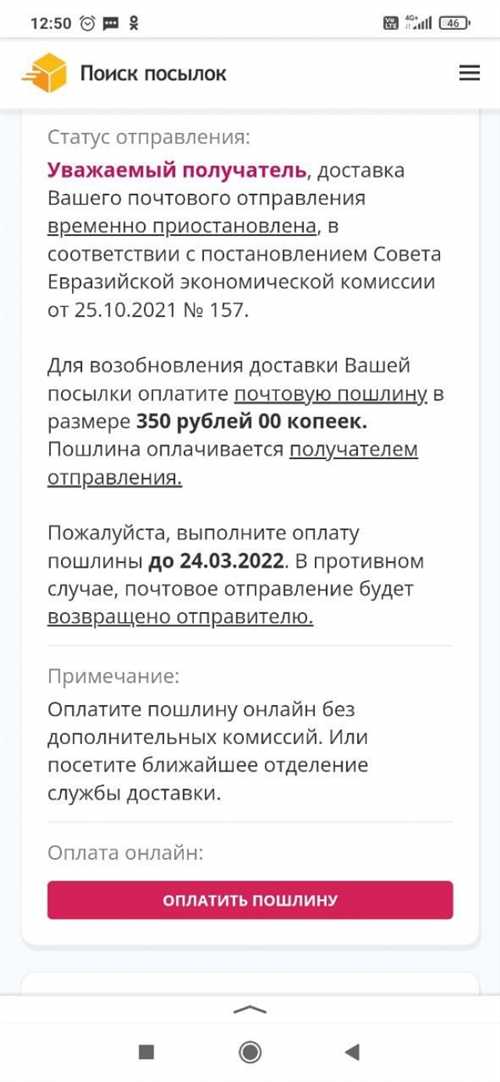 12:50
4G+
Vo LTE
46
Поиск посылок
Статус отправления:
Уважаемый получатель, доставка
Вашего почтового отправления
временно приостановлена, в
соответствии с постановлением Совета
Евразийской экономической комиссии
от 25.10.2021 № 157.
Для возобновления доставки Вашей
посылки оплатите почтовую пошлину в
размере 350 рублей 00 копеек.
Пошлина оплачивается получателем
отправления.
Пожалуйста, выполните оплату
пошлины до 24.03.2022. В противном
случае, почтовое отправление будет
возвращено отправителю.
Примечание:
Оплатите пошлину онлайн без
дополнительных комиссий. Или
посетите ближайшее отделение
службы доставки.
Оплата онлайн:
ОПЛАТИТЬ ПОШЛИНУ